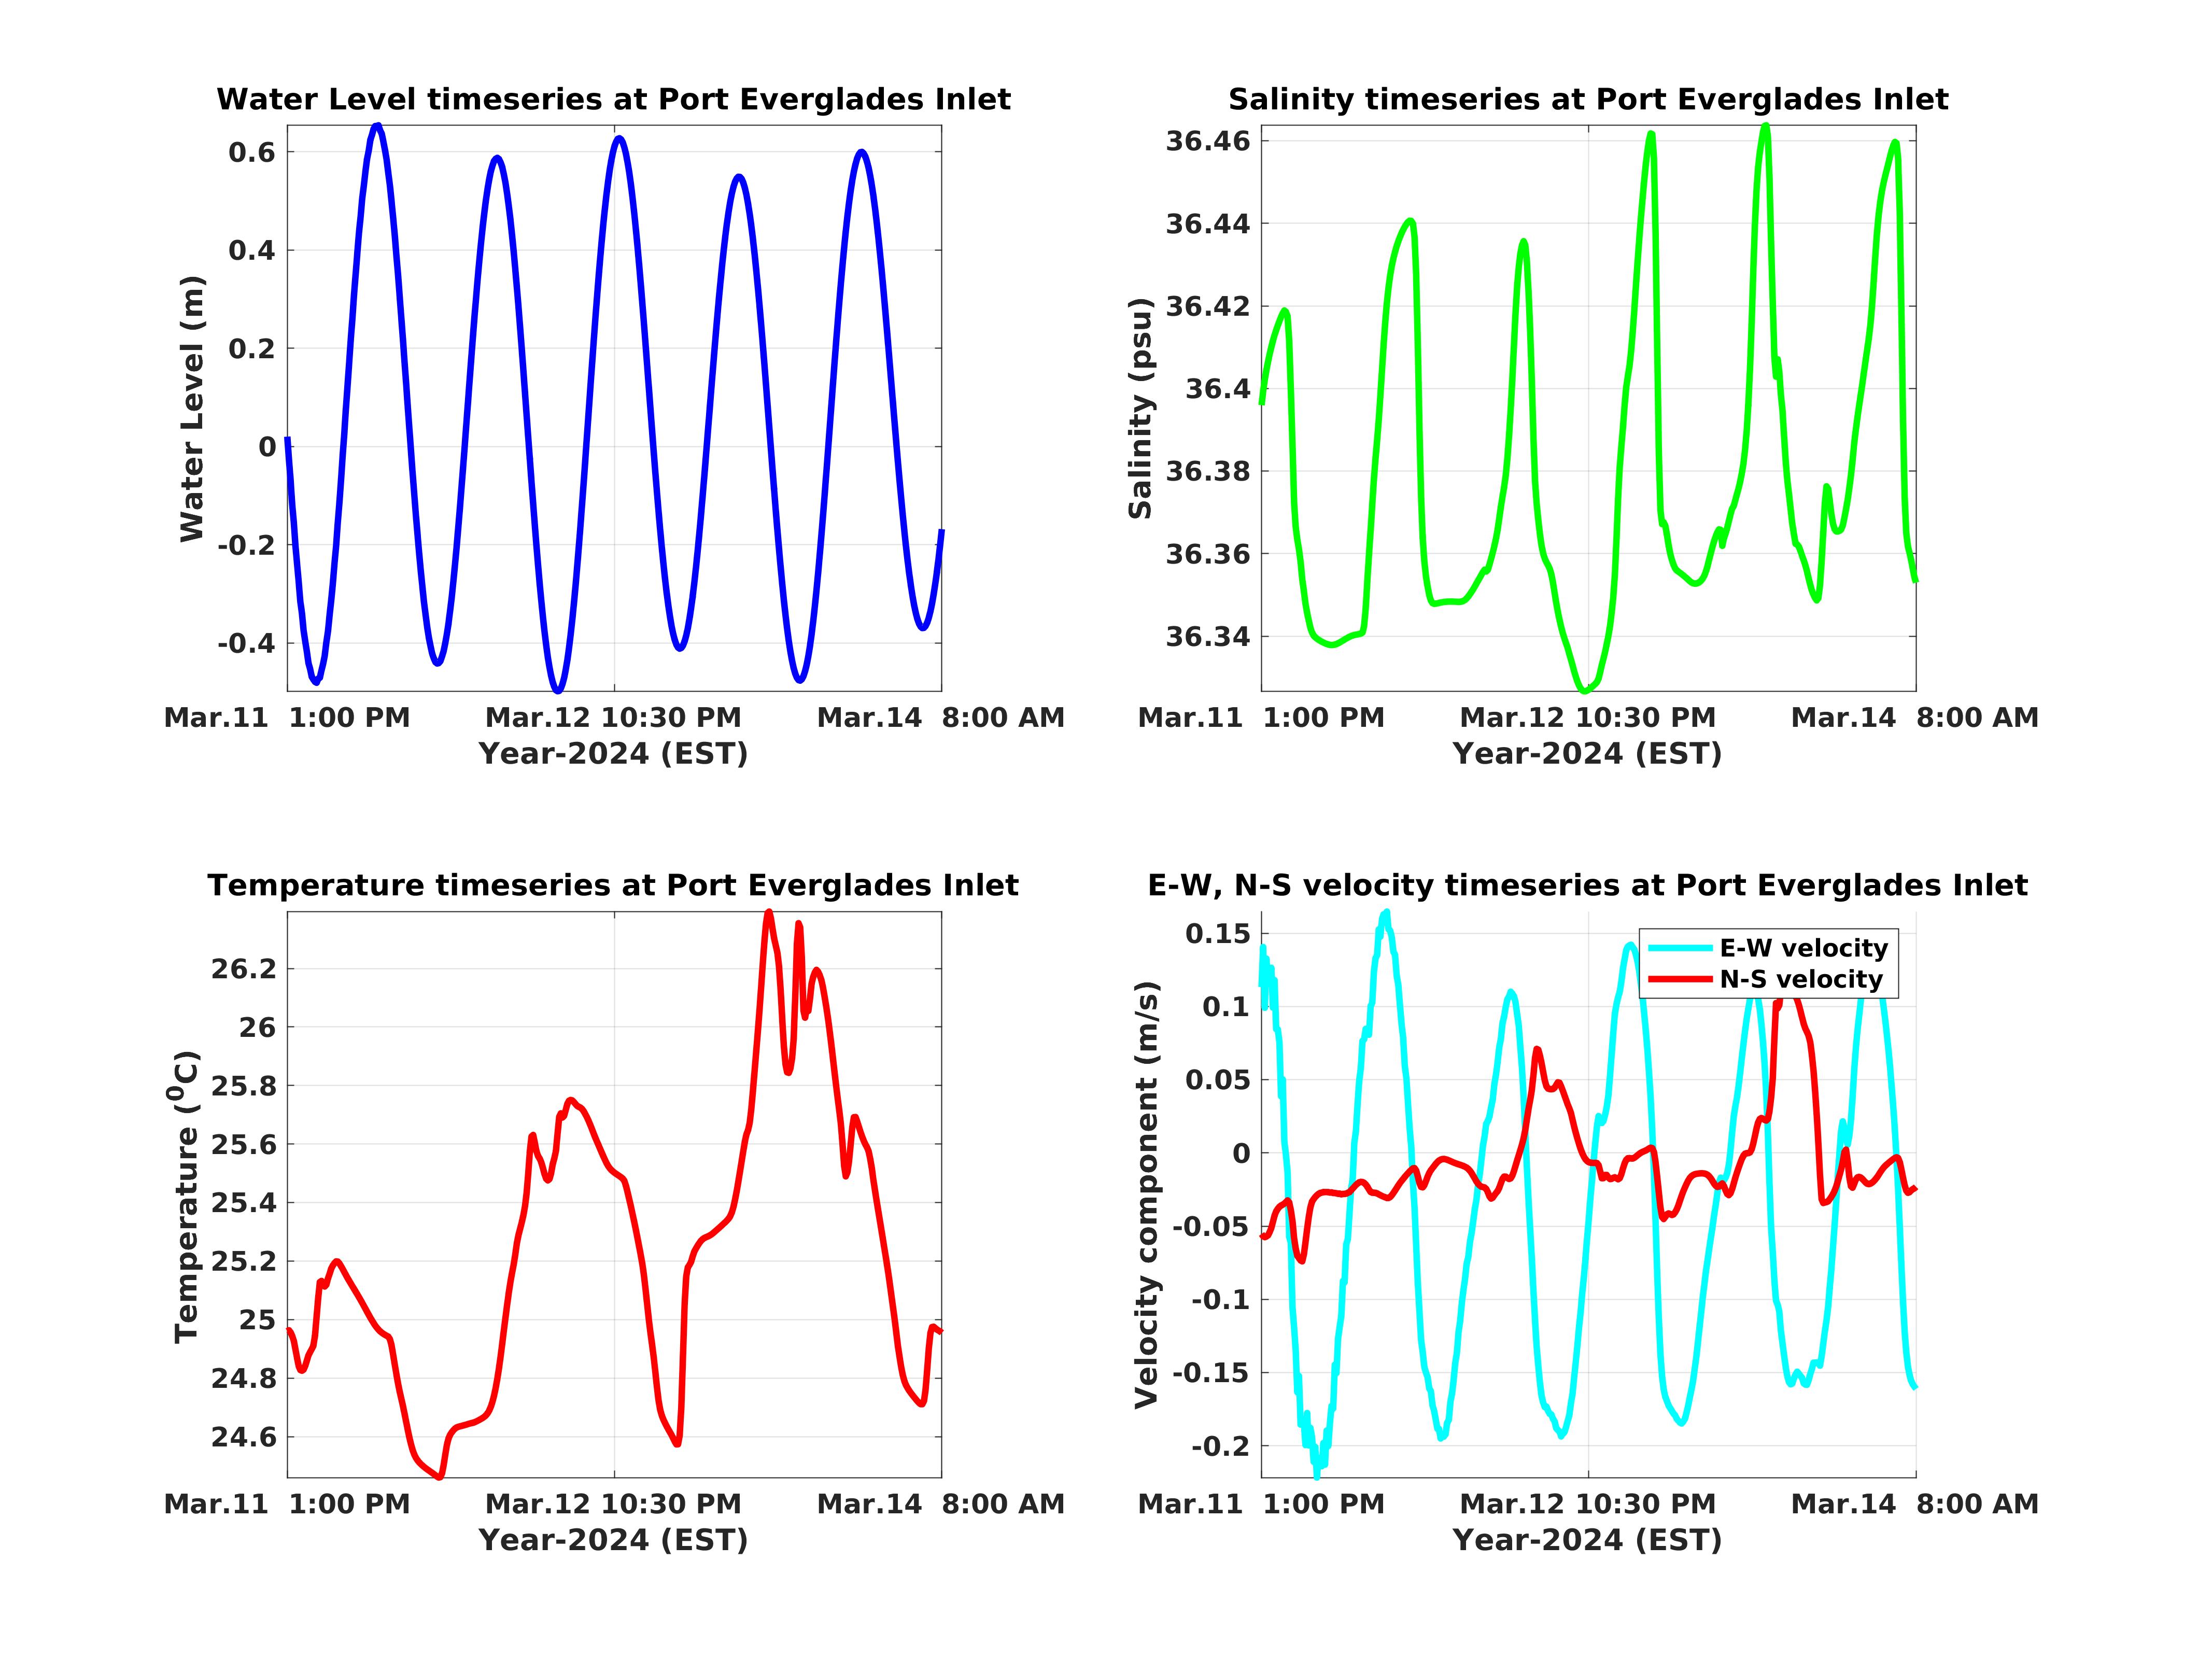 Water Level timeseries at Port Everglades Inlet
Water Level (m)
0.6
0.4
0.2
0
-0.2
-0.4
Mar.11 1:00 PM Mar.12 10:30 PM Mar.14 8:00 AM
Year-2024 (EST)
Salinity timeseries at Port Everglades Inlet
Salinity (psu)
36.46
36.44
36.42
36.4
36.38
36.36
36.34
Mar.11 1:00 PM Mar.12 10:30 PM Mar.14 8:00 AM
Year-2024 (EST)
Temperature timeseries at Port Everglades Inlet
Temperature (⁰C)
26.2
26
25.8
25.6
25.4
25.2
25
24.8
24.6
Mar.11 1:00 PM Mar.12 10:30 PM Mar.14 8:00 AM
Year-2024 (EST)
E-W, N-S velocity timeseries at Port Everglades Inlet
Velocity component (m/s)
0.15
0.1
0.05
0
-0.05
-0.1
-0.15
-0.2
E-W velocity
N-S velocity
Mar.11 1:00 PM Mar.12 10:30 PM Mar.14 8:00 AM
Year-2024 (EST)